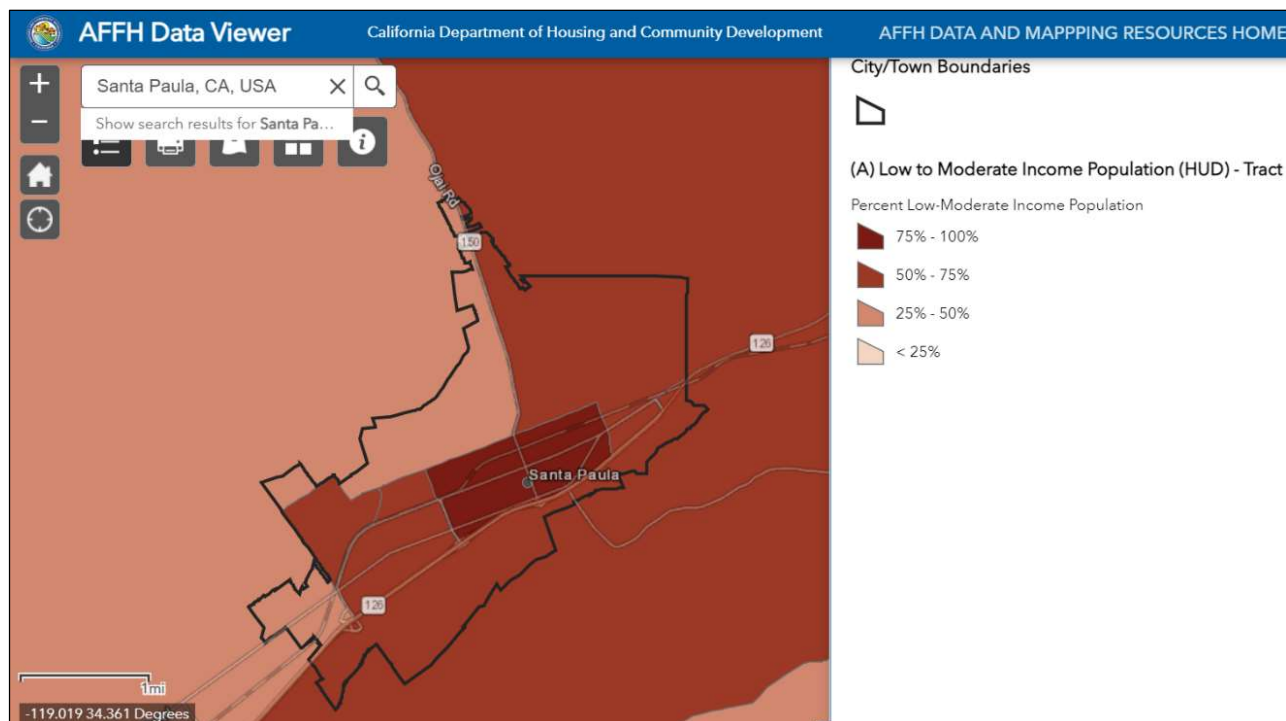 AFFH Data Viewer
California Department of Housing and Community Development
AFFH DATA AND MAPPPING RESOURCES HOME
+
Santa Paula, CA, USA
−
Show search results for Santa Pa…
i
Ojai Rd
150
126
Santa Paula
126
1mi
-119.019 34.361 Degrees
City/Town Boundaries
(A) Low to Moderate Income Population (HUD) - Tract
Percent Low-Moderate Income Population
75% - 100%
50% - 75%
25% - 50%
< 25%